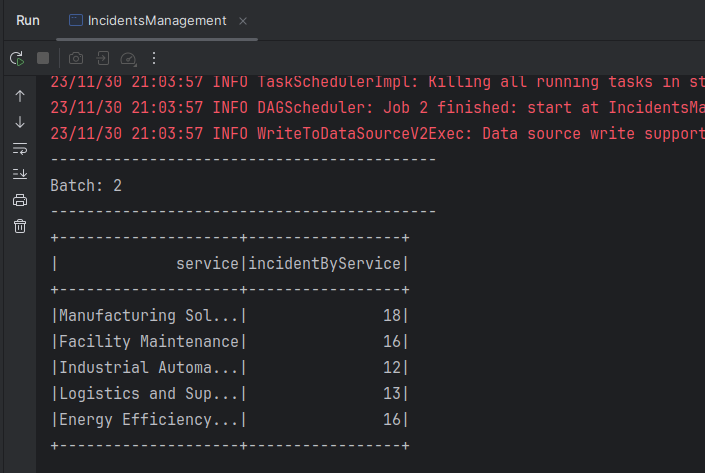 Run IncidentsManagement
23/11/30 21:03:57 INFO TaskSchedulerImpl: Killing all running tasks in st
23/11/30 21:03:57 INFO DAGScheduler: Job 2 finished: start at IncidentsMa
23/11/30 21:03:57 INFO WriteToDataSourceV2Exec: Data source write support
-------------------------------------------
Batch: 2
-------------------------------------------
+--------------------+-----------------+
|             service|incidentByService|
+--------------------+-----------------+
|Manufacturing Sol...|               18|
|Facility Maintenance|               16|
|Industrial Automa...|               12|
|Logistics and Sup...|               13|
|Energy Efficiency...|               16|
+--------------------+-----------------+